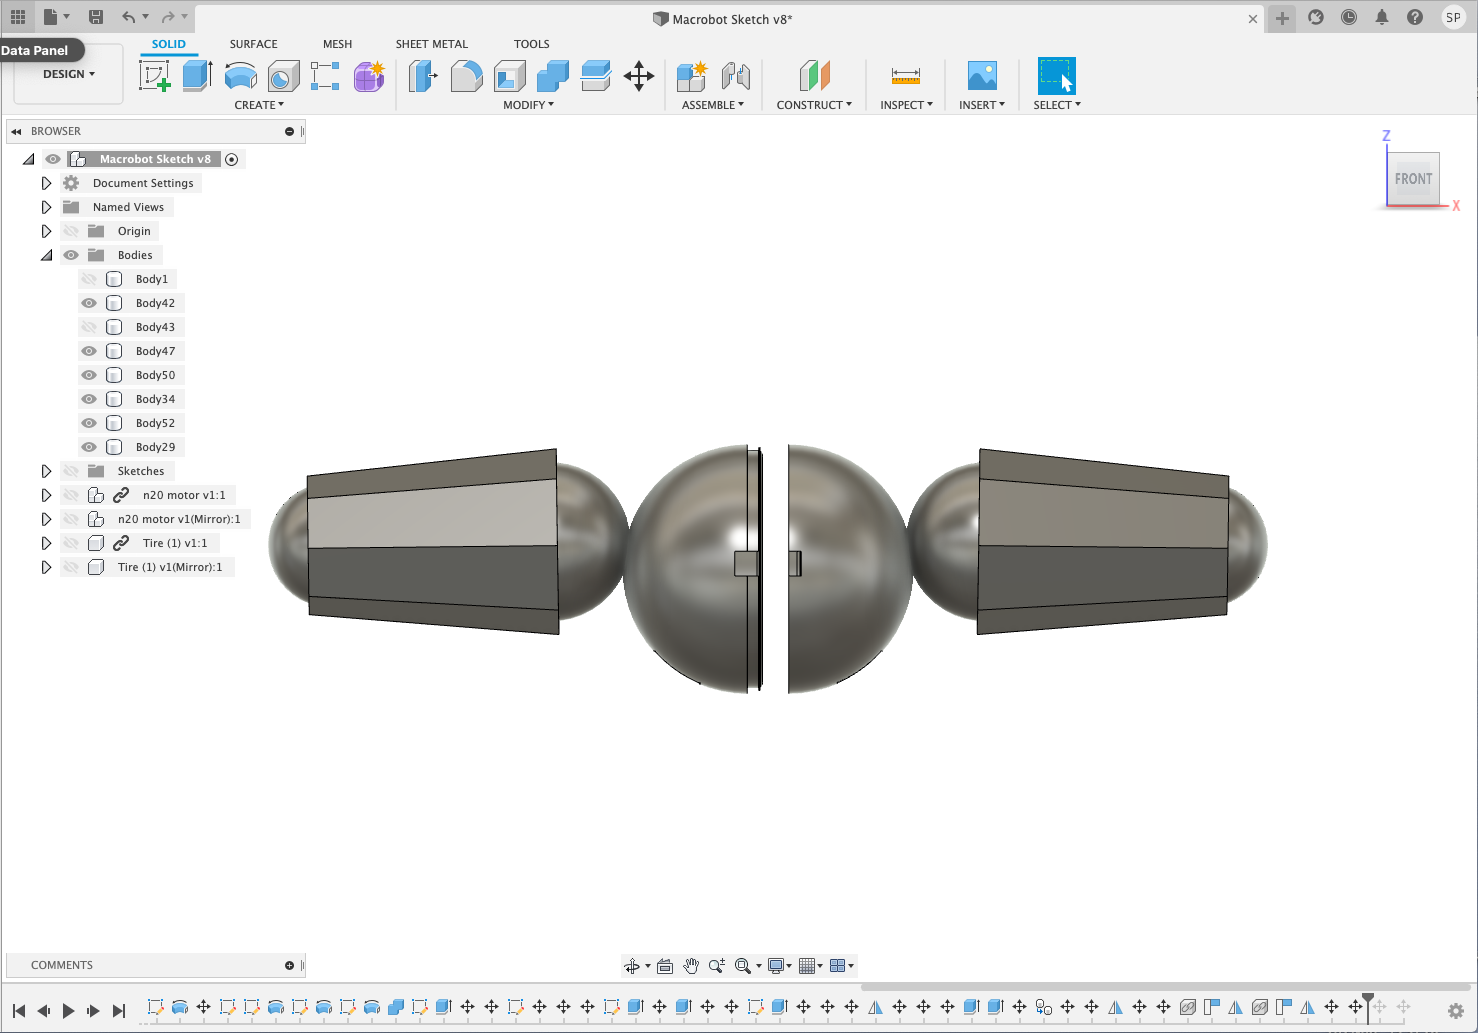 Macrobot Sketch v8*
SP
Data Panel
SOLID
SURFACE
MESH
SHEET METAL
TOOLS
DESIGN
CREATE
MODIFY
ASSEMBLE
CONSTRUCT
INSPECT
INSERT
SELECT
BROWSER
Macrobot Sketch v8
Document Settings
Named Views
Origin
Bodies
Body1
Body42
Body43
Body47
Body50
Body34
Body52
Body29
Sketches
n20 motor v1:1
n20 motor v1(Mirror):1
Tire (1) v1:1
Tire (1) v1(Mirror):1
Z
FRONT
X
COMMENTS